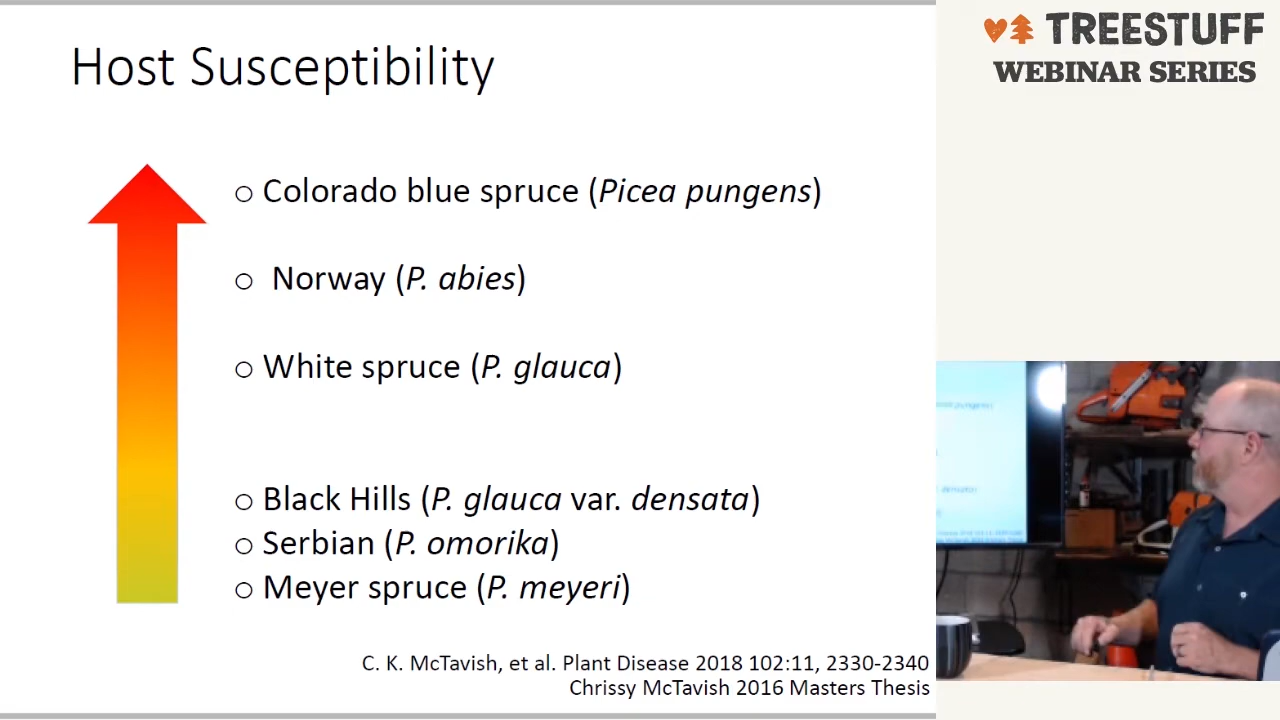 Host Susceptibility
o Colorado blue spruce (Picea pungens)
o Norway (P. abies)
o White spruce (P. glauca)
o Black Hills (P. glauca var. densata)
o Serbian (P. omorika)
o Meyer spruce (P. meyeri)
C. K. McTavish, et al. Plant Disease 2018 102:11, 2330-2340
Chrissy McTavish 2016 Masters Thesis
TREESTUFF
WEBINAR SERIES